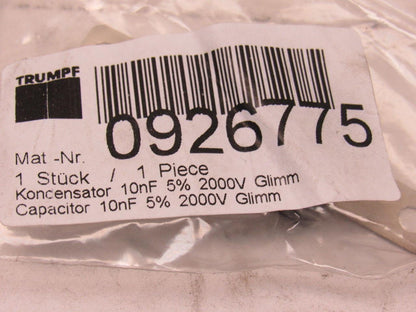 TRUMPF
Mat -Nr. 0926775
1 Stück / 1 Piece
Koncensator 10nF 5% 2000V Glimm
Capacitor 10nF 5% 2000V Glimm